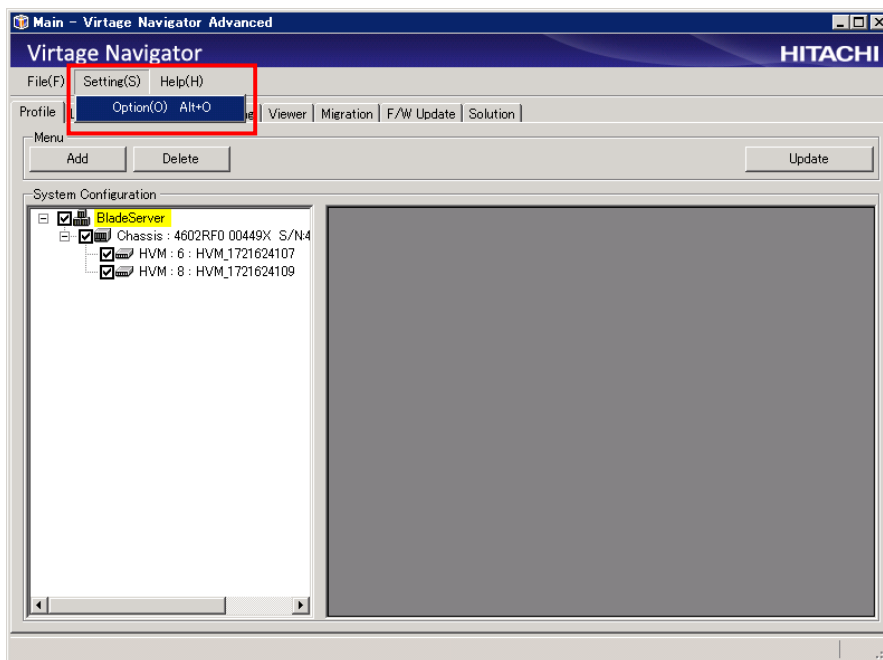 Main - Virtage Navigator Advanced
Virtage Navigator
HITACHI
File(F) Setting(S) Help(H)
Option(O) Alt+O
Profile Viewer Migration F/W Update Solution
Menu
Add Delete Update
System Configuration
BladeServer
Chassis : 4602RF0 00449X S/N:4
HVM : 6 : HVM_1721624107
HVM : 8 : HVM_1721624109